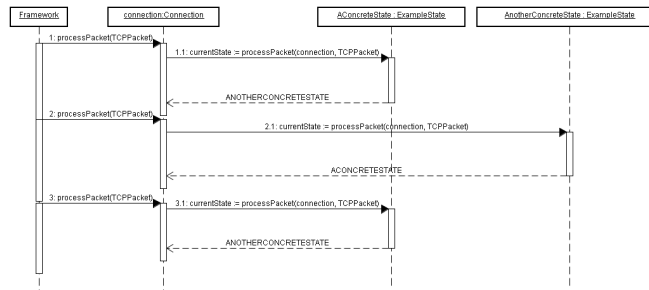 Framework
connection:Connection
AConcreteState : ExampleState
AnotherConcreteState : ExampleState
1: processPacket(TCPPacket)
1.1: currentState := processPacket(connection, TCPPacket)
ANOTHERCONCRETESTATE
2: processPacket(TCPPacket)
2.1: currentState := processPacket(connection, TCPPacket)
ACONCRETESTATE
3: processPacket(TCPPacket)
3.1: currentState := processPacket(connection, TCPPacket)
ANOTHERCONCRETESTATE